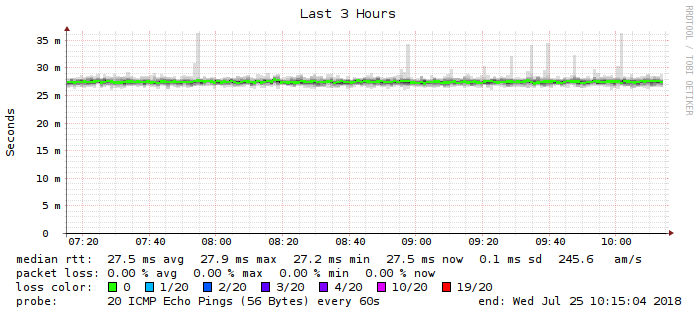 Last 3 Hours
RRDTOOL / TOBI OETIKER
Seconds
35 m
30 m
25 m
20 m
15 m
10 m
5 m
0
07:20 07:40 08:00 08:20 08:40 09:00 09:20 09:40 10:00
median rtt: 27.5 ms avg 27.9 ms max 27.2 ms min 27.5 ms now 0.1 ms sd 245.6 am/s
packet loss: 0.00 % avg 0.00 % max 0.00 % min 0.00 % now
loss color: 0 1/20 2/20 3/20 4/20 10/20 19/20
probe: 20 ICMP Echo Pings (56 Bytes) every 60s end: Wed Jul 25 10:15:04 2018